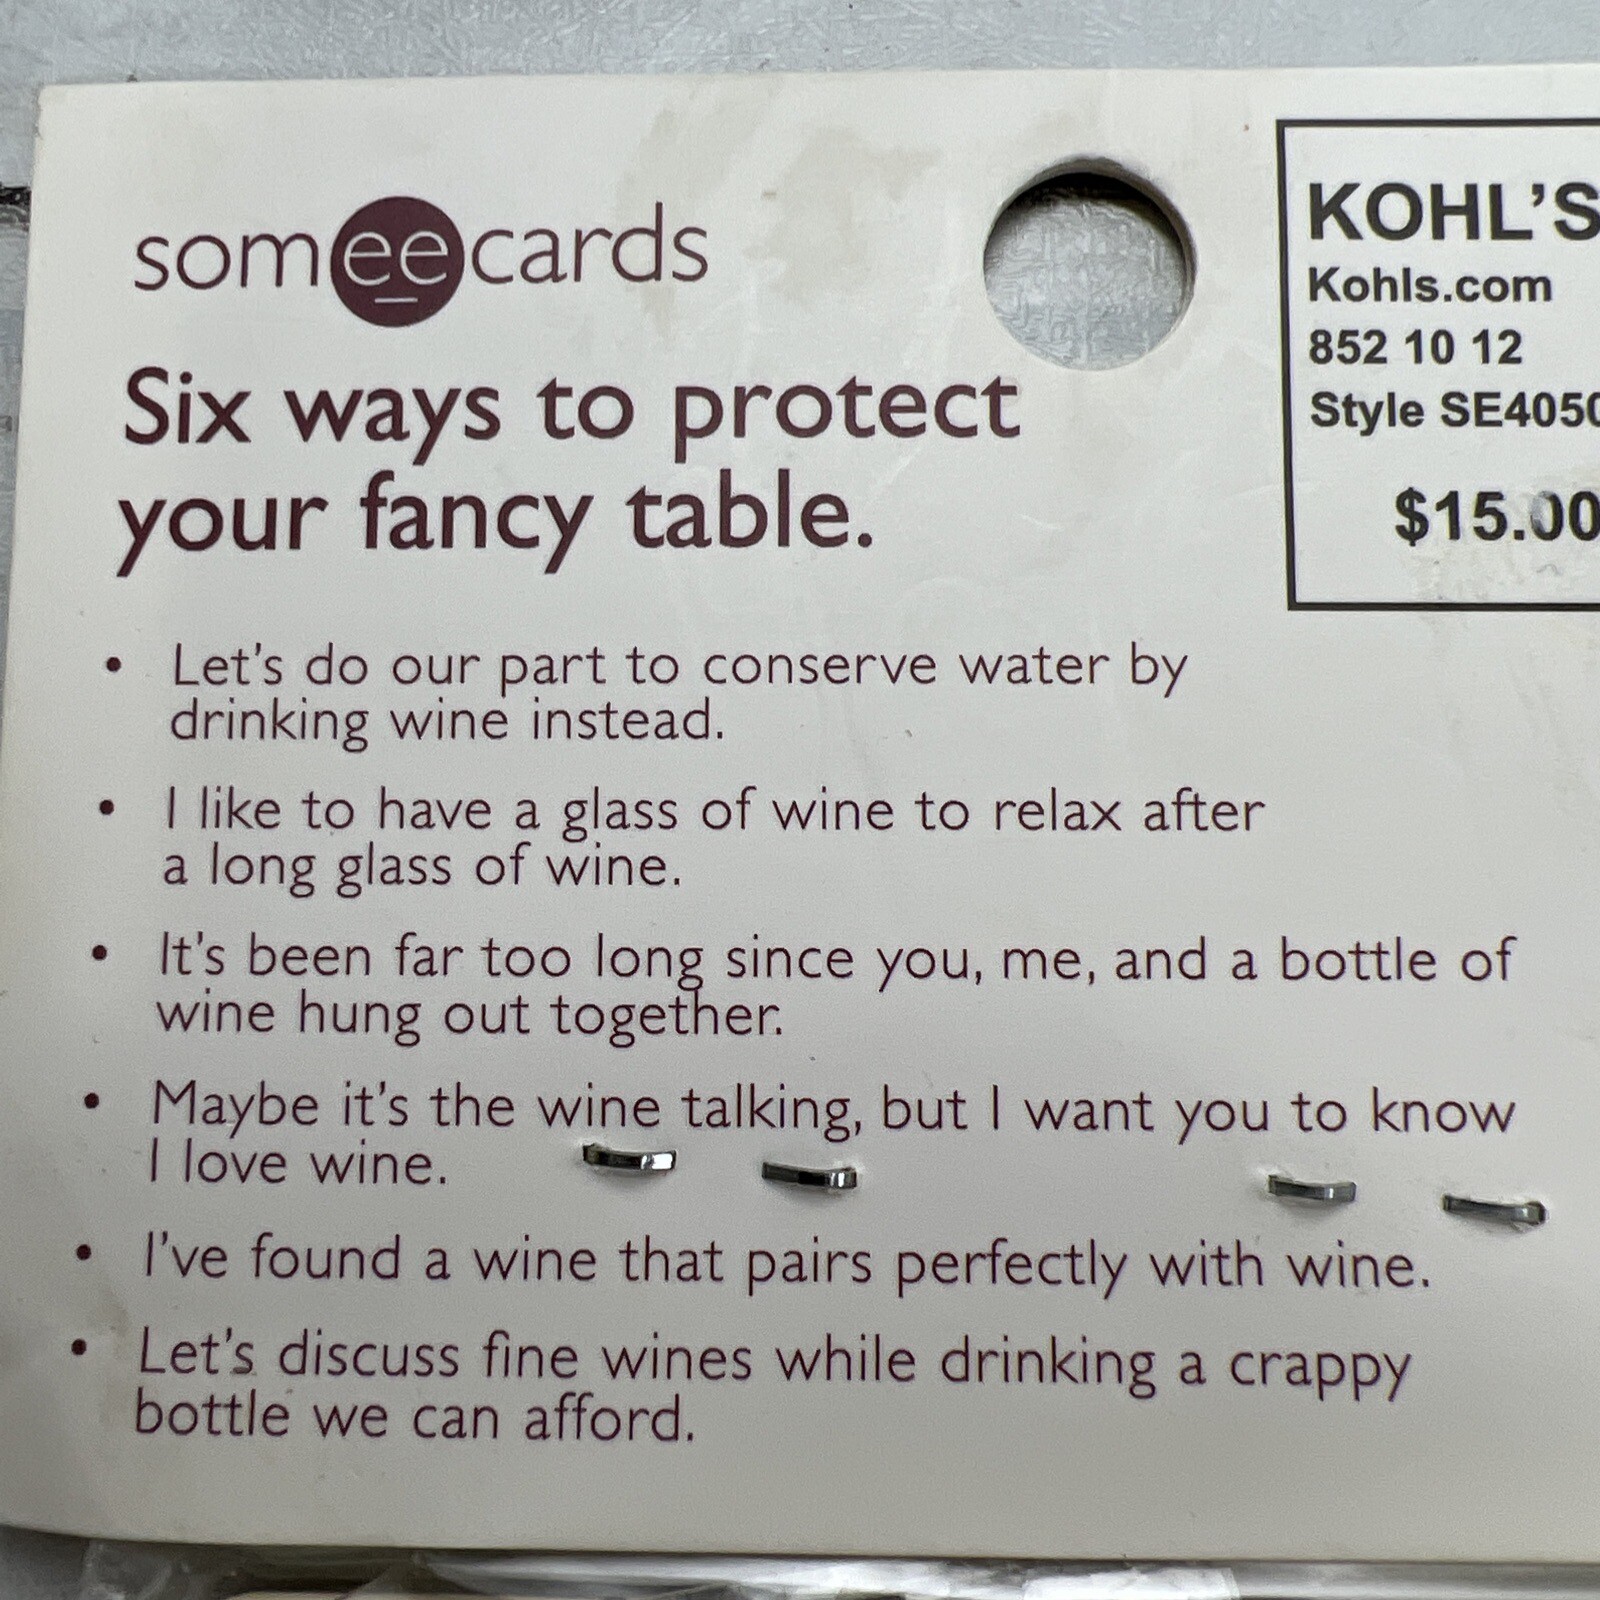 someecards
Six ways to protect
your fancy table.
• Let's do our part to conserve water by
drinking wine instead.
• I like to have a glass of wine to relax after
a long glass of wine.
• It's been far too long since you, me, and a bottle of
wine hung out together.
• Maybe it's the wine talking, but I want you to know
I love wine.
• I've found a wine that pairs perfectly with wine.
• Let's discuss fine wines while drinking a crappy
bottle we can afford.
KOHL'S
Kohls.com
852 10 12
Style SE4050
$15.00